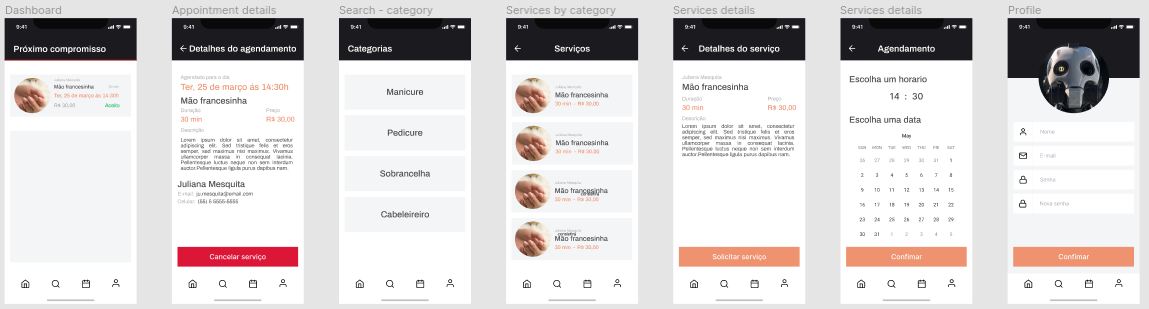 Dashboard
9:41
Próximo compromisso
Juliana Mesquita
Mão francesinha
30 min
Ter, 25 de março às 14:30h
R$ 30,00
Aceito
Appointment details
9:41
Detalhes do agendamento
Agendado para o dia
Ter, 25 de março às 14:30h
Mão francesinha
Duração Preço
30 min R$ 30,00
Descrição
Lorem ipsum dolor sit amet, consectetur
adipiscing elit. Sed tristique felis et eros
semper, sed maximus massa maximus. Vivamus
ullamcorper massa in consequat lacinia.
Pellentesque luctus neque non sem interdum
auctor. Pellentesque ligula purus dapibus nam.
Juliana Mesquita
E-mail: ju.mesquita@email.com
Celular: (55) 5 5555-5555
Cancelar serviço
Search - category
9:41
Categorias
Manicure
Pedicure
Sobrancelha
Cabeleireiro
Services by category
9:41
Serviços
Juliana Mesquita
Mão francesinha
30 min - R$ 30,00
Juliana Mesquita
Mão francesinha
30 min - R$ 30,00
Juliana Mesquita
Mão francesinha
30 min - R$ 30,00
Juliana Mesquita
Mão francesinha
30 min - R$ 30,00
Services details
9:41
Detalhes do serviço
Juliana Mesquita
Mão francesinha
Duração Preço
30 min R$ 30,00
Descrição
Lorem ipsum dolor sit amet, consectetur
adipiscing elit. Sed tristique felis et eros
semper, sed maximus massa maximus. Vivamus
ullamcorper massa in consequat lacinia.
Pellentesque luctus neque non sem interdum
auctor. Pellentesque ligula purus dapibus nam.
Solicitar serviço
Services details
9:41
Agendamento
Escolha um horario
14 : 30
Escolha uma data
May
SUN MON TUE WED THU FRI SAT
26 27 28 29 30 31 1
2 3 4 5 6 7 8
9 10 11 12 13 14 15
16 17 18 19 20 21 22
23 24 25 26 27 28 29
30 31 1 2 3 4 5
Confimar
Profile
9:41
Nome
E-mail
Senha
Nova senha
Confimar